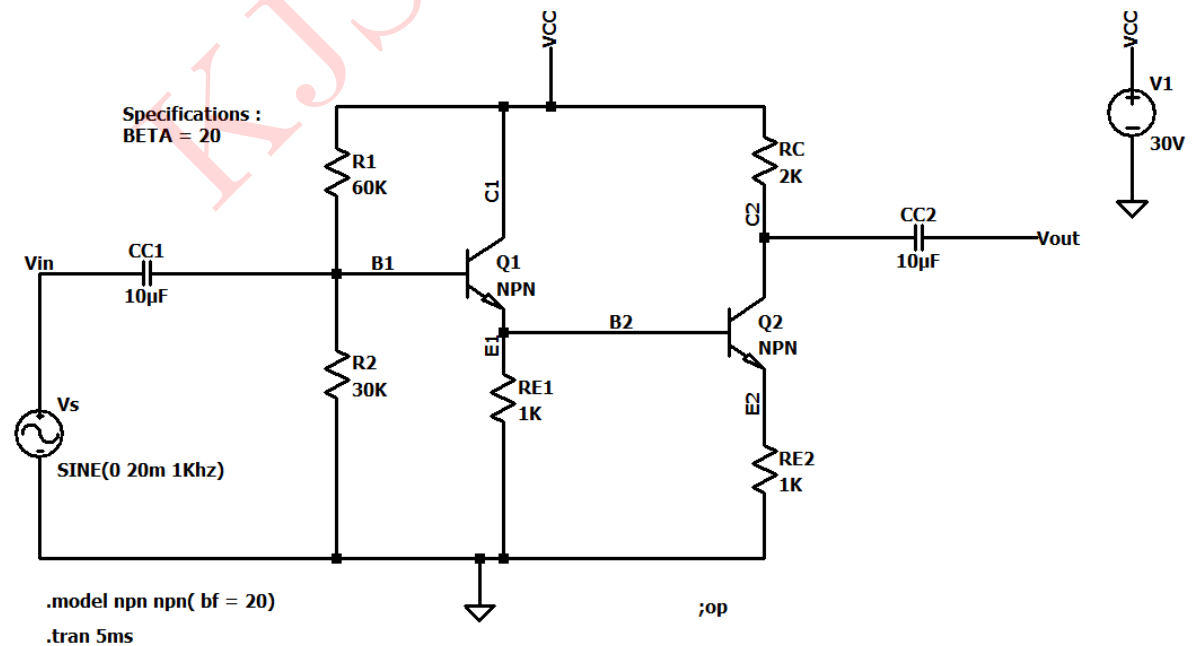 VCC
VCC
V1
30V
Specifications :
BETA = 20
R1
60K
C1
RC
2K
C2
CC2
10µF
Vout
Vin
CC1
10µF
B1
Q1
NPN
E1
B2
Q2
NPN
R2
30K
RE1
1K
E2
Vs
SINE(0 20m 1Khz)
RE2
1K
.model npn npn( bf = 20)
.tran 5ms
;op